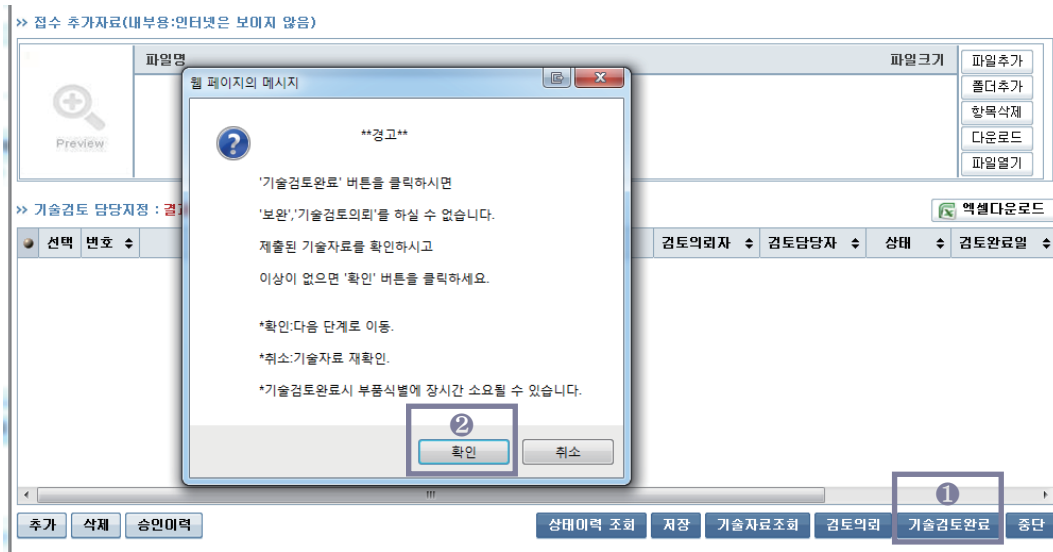 >> 접수 추가자료(내부용:인터넷은 보이지 않음)
파일명 파일크기
파일추가
폴더추가
항목삭제
다운로드
파일열기
Preview
웹 페이지의 메시지
**경고**
'기술검토완료' 버튼을 클릭하시면
'보완','기술검토의뢰'를 하실 수 없습니다.
제출된 기술자료를 확인하시고
이상이 없으면 '확인' 버튼을 클릭하세요.
*확인:다음 단계로 이동.
*취소:기술자료 재확인.
*기술검토완료시 부품식별에 장시간 소요될 수 있습니다.
❷
확인 취소
>> 기술검토 담당지정 :
엑셀다운로드
선택 번호 검토의뢰자 검토담당자 상태 검토완료일
❶
추가 삭제 승인이력 상태이력 조회 저장 기술자료조회 검토의뢰 기술검토완료 중단